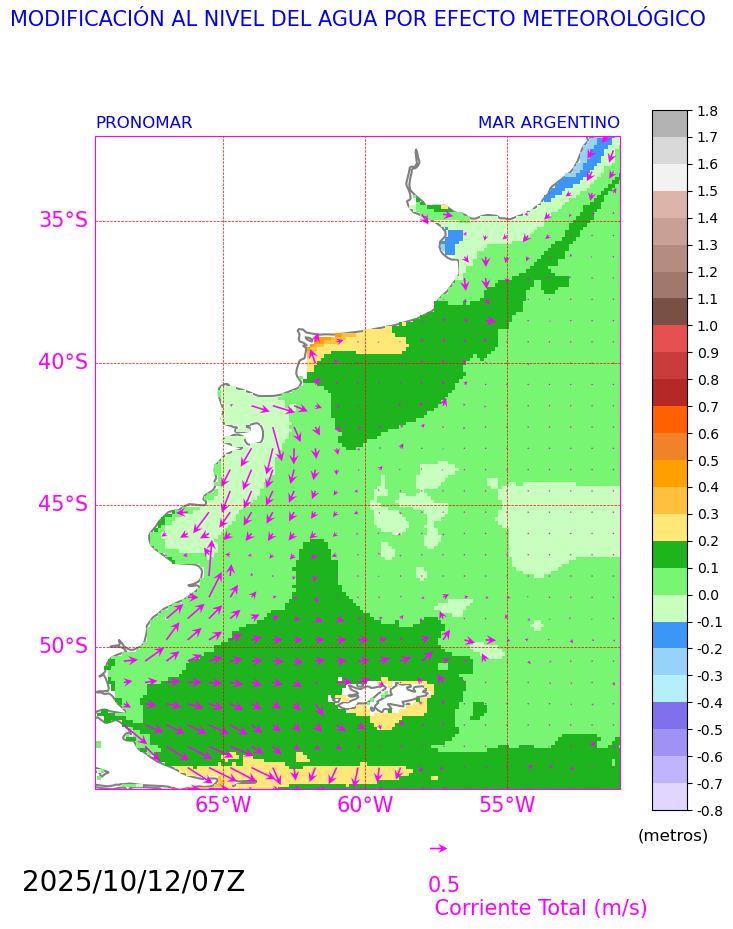 MODIFICACIÓN AL NIVEL DEL AGUA POR EFECTO METEOROLÓGICO
PRONOMAR
MAR ARGENTINO
35°S
40°S
45°S
50°S
65°W
60°W
55°W
1.8
1.7
1.6
1.5
1.4
1.3
1.2
1.1
1.0
0.9
0.8
0.7
0.6
0.5
0.4
0.3
0.2
0.1
0.0
-0.1
-0.2
-0.3
-0.4
-0.5
-0.6
-0.7
-0.8
(metros)
2025/10/12/07Z
0.5
Corriente Total (m/s)